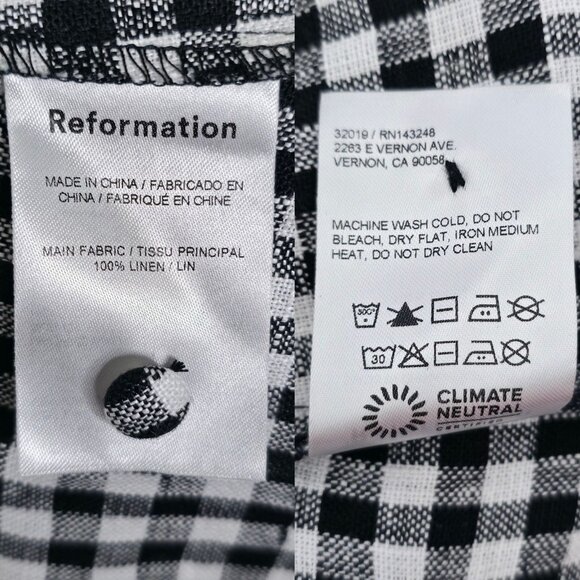 Reformation
MADE IN CHINA / FABRICADO EN
CHINA / FABRIQUÉ EN CHINE
MAIN FABRIC / TISSU PRINCIPAL
100% LINEN / LIN
32019 / RN143248
2263 E VERNON AVE.
VERNON, CA 90058
MACHINE WASH COLD, DO NOT
BLEACH, DRY FLAT, IRON MEDIUM
HEAT, DO NOT DRY CLEAN
30C°
30
CLIMATE
NEUTRAL
CERTIFIED